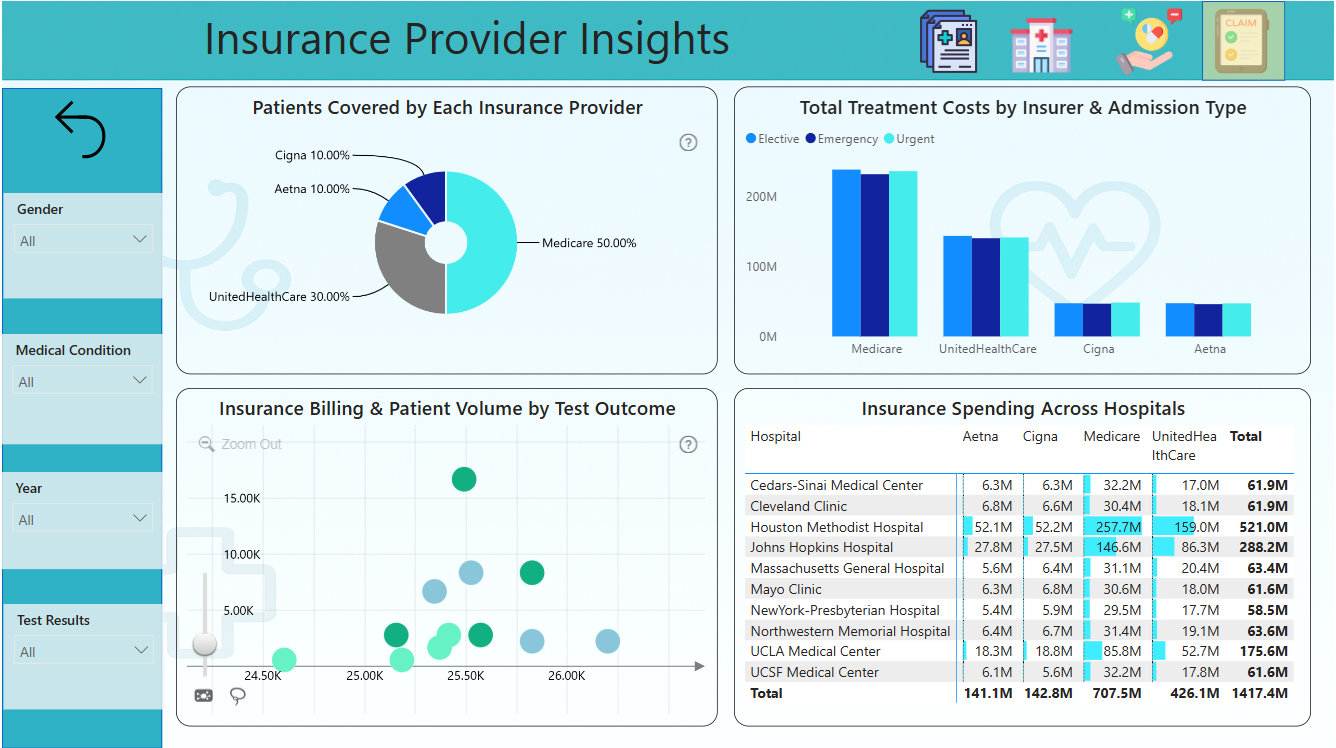 Insurance Provider Insights
CLAIM
Gender
All
Medical Condition
All
Year
All
Test Results
All
Patients Covered by Each Insurance Provider
?
Cigna 10.00%
Aetna 10.00%
Medicare 50.00%
UnitedHealthCare 30.00%
Total Treatment Costs by Insurer & Admission Type
Elective Emergency Urgent
200M
100M
0M
Medicare UnitedHealthCare Cigna Aetna
Insurance Billing & Patient Volume by Test Outcome
Zoom Out
?
15.00K
10.00K
5.00K
24.50K 25.00K 25.50K 26.00K
Insurance Spending Across Hospitals
Hospital Aetna Cigna Medicare UnitedHea Total
lthCare
Cedars-Sinai Medical Center 6.3M 6.3M 32.2M 17.0M 61.9M
Cleveland Clinic 6.8M 6.6M 30.4M 18.1M 61.9M
Houston Methodist Hospital 52.1M 52.2M 257.7M 159.0M 521.0M
Johns Hopkins Hospital 27.8M 27.5M 146.6M 86.3M 288.2M
Massachusetts General Hospital 5.6M 6.4M 31.1M 20.4M 63.4M
Mayo Clinic 6.3M 6.8M 30.6M 18.0M 61.6M
NewYork-Presbyterian Hospital 5.4M 5.9M 29.5M 17.7M 58.5M
Northwestern Memorial Hospital 6.4M 6.7M 31.4M 19.1M 63.6M
UCLA Medical Center 18.3M 18.8M 85.8M 52.7M 175.6M
UCSF Medical Center 6.1M 5.6M 32.2M 17.8M 61.6M
Total 141.1M 142.8M 707.5M 426.1M 1417.4M